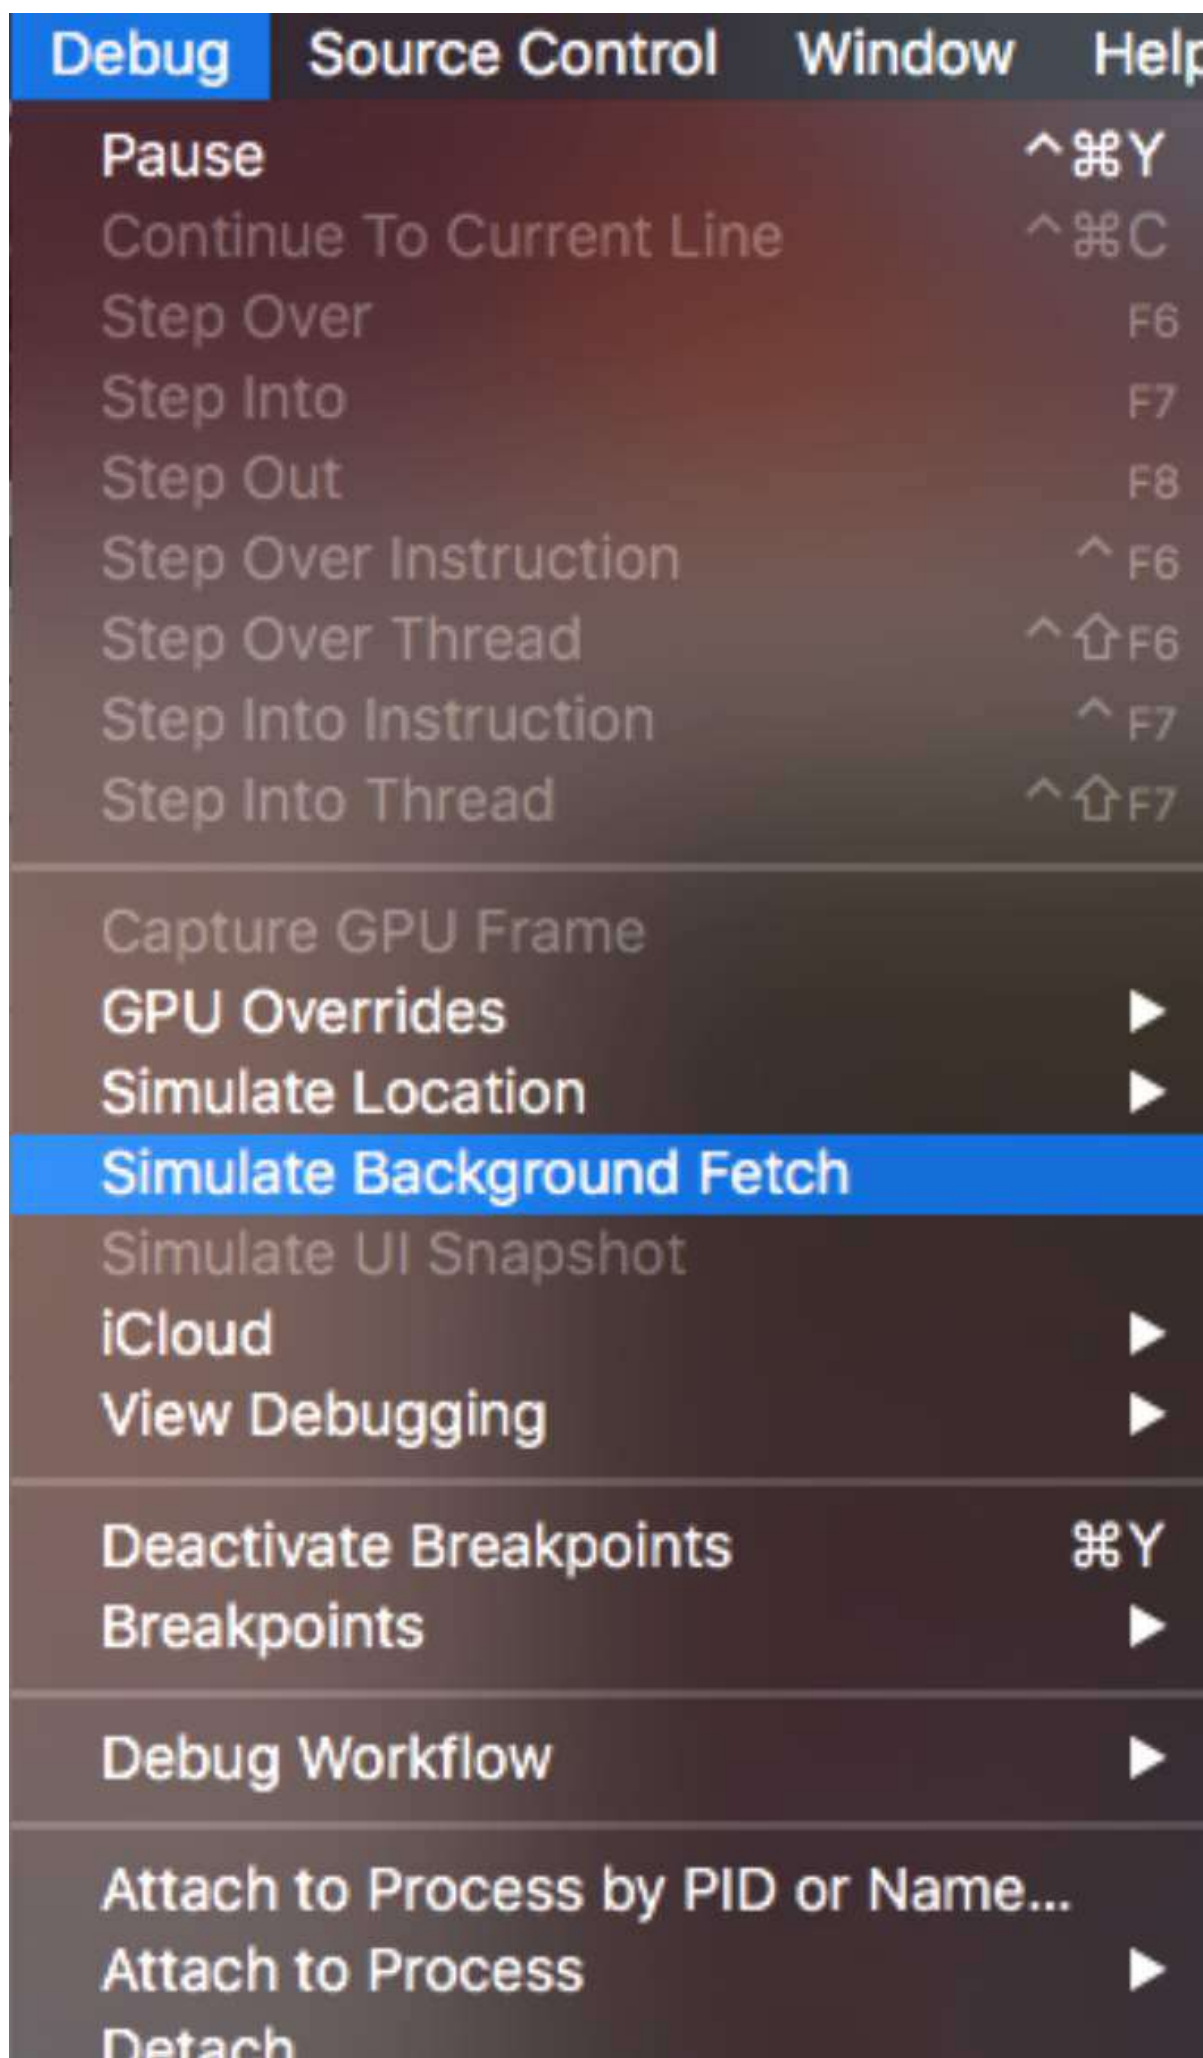 Debug Source Control Window Help
Pause ^⌘Y
Continue To Current Line ^⌘C
Step Over F6
Step Into F7
Step Out F8
Step Over Instruction ^F6
Step Over Thread ^⇧F6
Step Into Instruction ^F7
Step Into Thread ^⇧F7
Capture GPU Frame
GPU Overrides ▶
Simulate Location ▶
Simulate Background Fetch
Simulate UI Snapshot
iCloud ▶
View Debugging ▶
Deactivate Breakpoints ⌘Y
Breakpoints ▶
Debug Workflow ▶
Attach to Process by PID or Name...
Attach to Process ▶
Detach